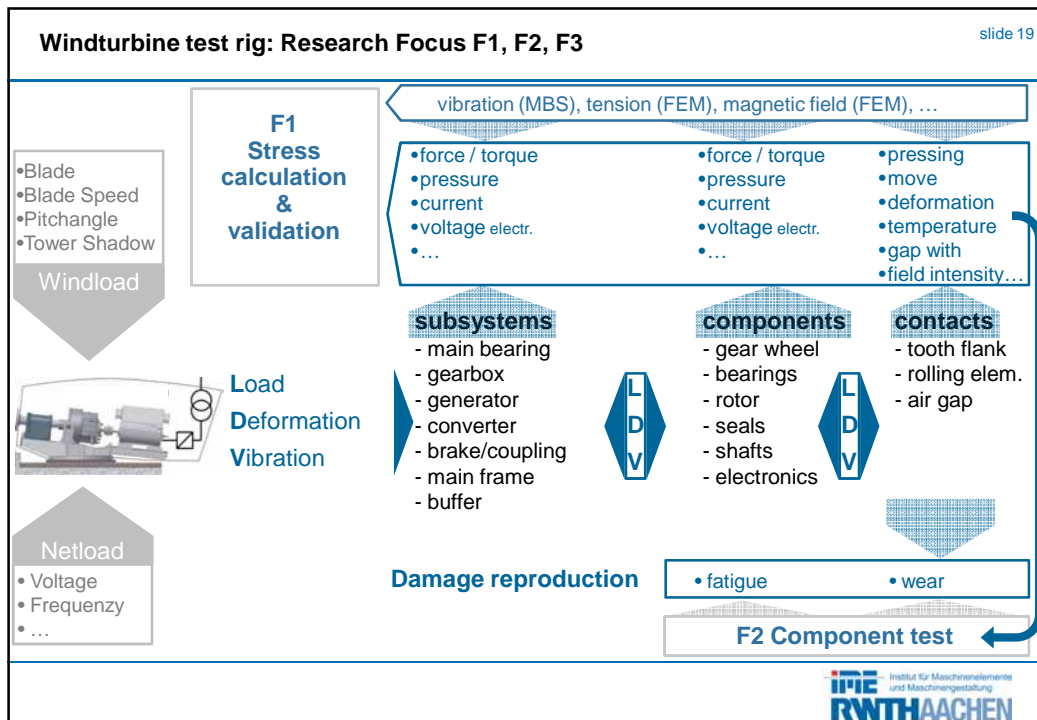 Windturbine test rig: Research Focus F1, F2, F3
slide 19
vibration (MBS), tension (FEM), magnetic field (FEM), …
F1
Stress
calculation
&
validation
•Blade
•Blade Speed
•Pitchangle
•Tower Shadow
Windload
•force / torque
•pressure
•current
•voltage electr.
•…
•force / torque
•pressure
•current
•voltage electr.
•…
•pressing
•move
•deformation
•temperature
•gap with
•field intensity…
subsystems
- main bearing
- gearbox
- generator
- converter
- brake/coupling
- main frame
- buffer
components
- gear wheel
- bearings
- rotor
- seals
- shafts
- electronics
contacts
- tooth flank
- rolling elem.
- air gap
Load
Deformation
Vibration
L
D
V
L
D
V
Netload
• Voltage
• Frequenzy
• …
Damage reproduction
• fatigue
• wear
F2 Component test
iME
Institut für Maschinenelemente
und Maschinengestaltung
RWTHAACHEN